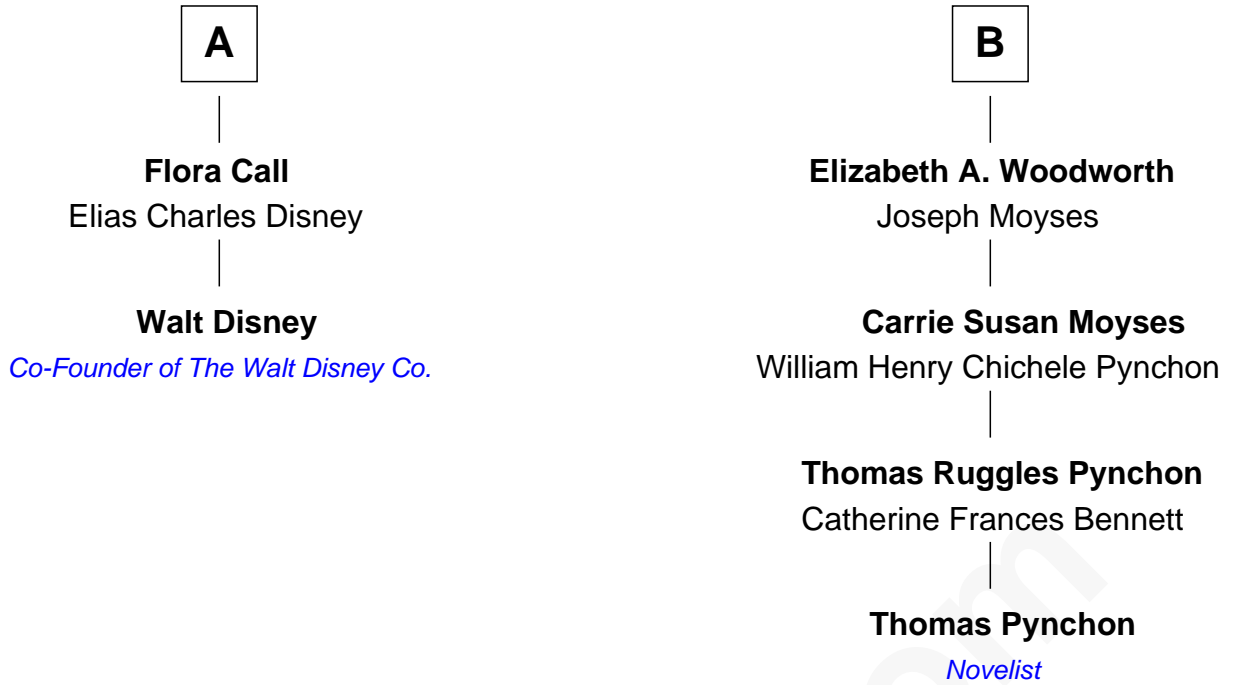 A
Flora Call
Elias Charles Disney
Walt Disney
Co-Founder of The Walt Disney Co.
B
Elizabeth A. Woodworth
Joseph Moyses
Carrie Susan Moyses
William Henry Chichele Pynchon
Thomas Ruggles Pynchon
Catherine Frances Bennett
Thomas Pynchon
Novelist